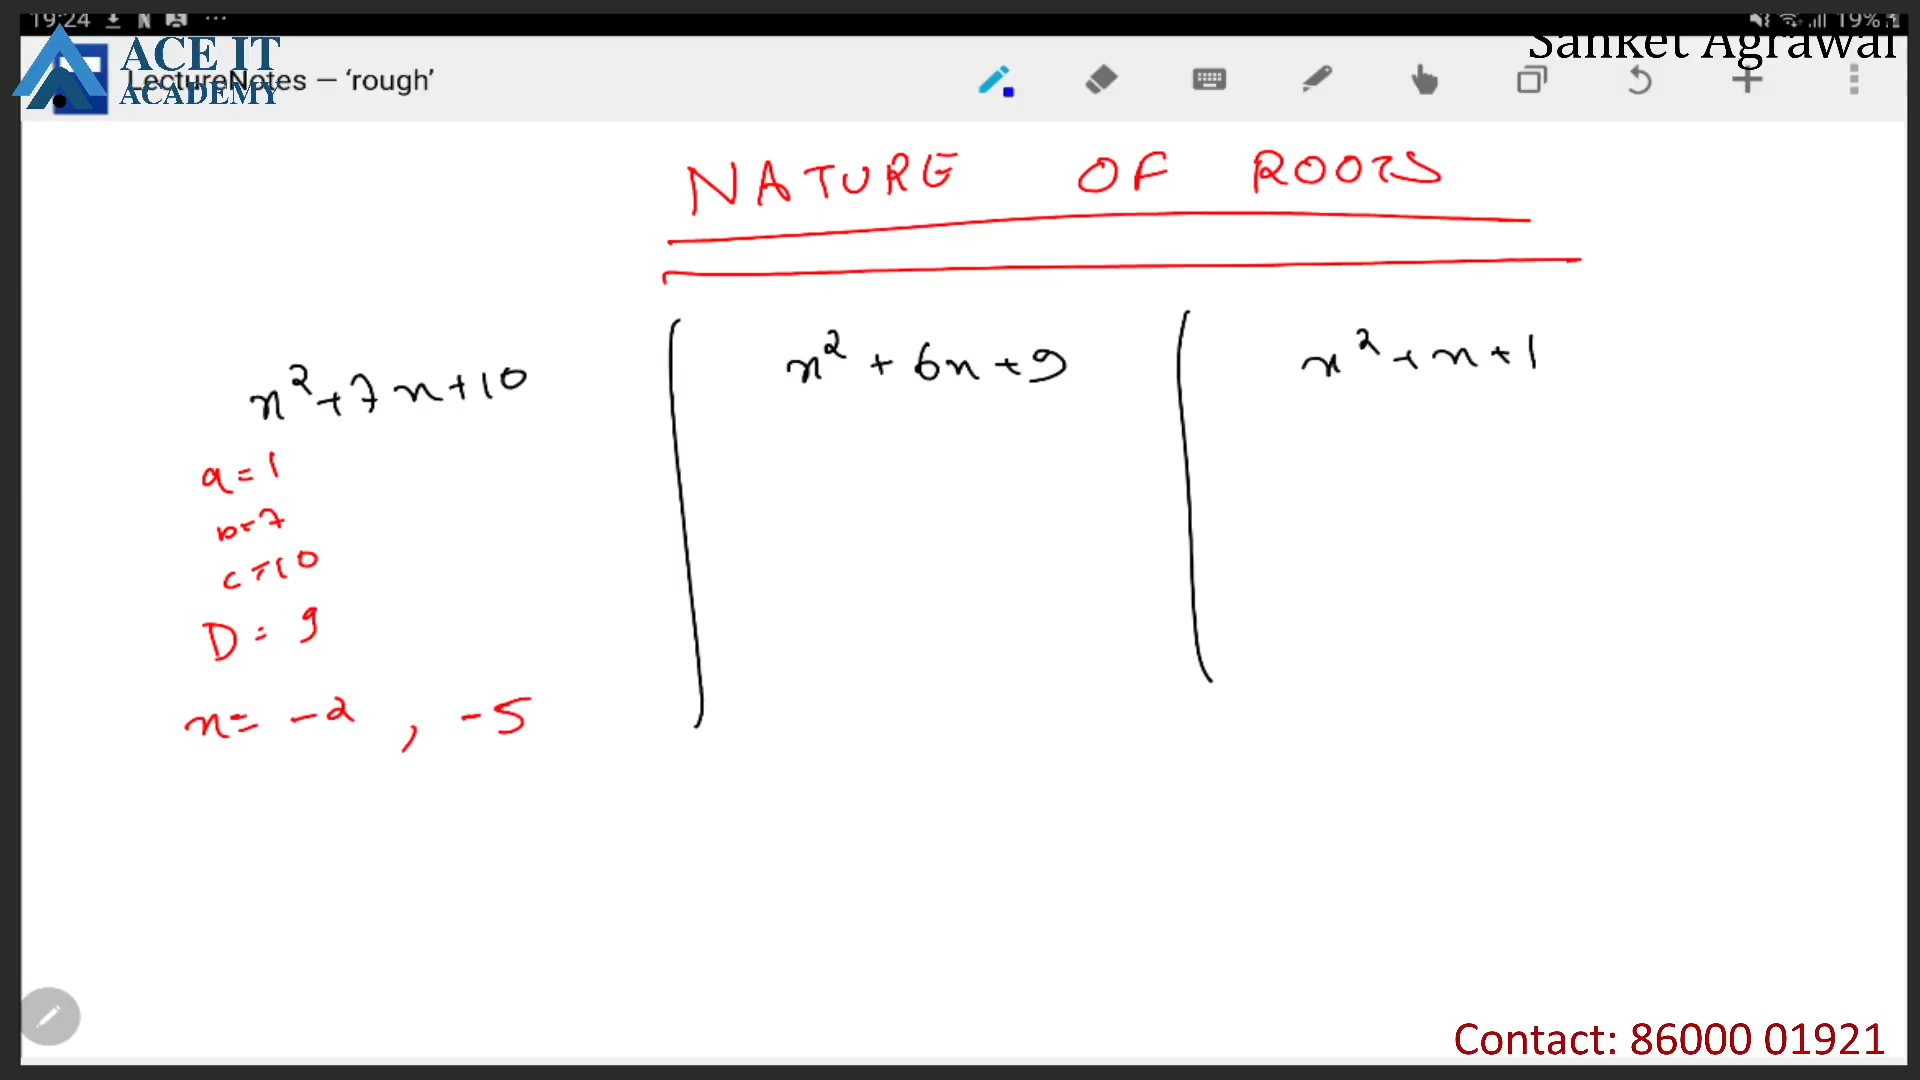 19:24
19%
ACE IT
ACADEMY
LectureNotes — ‘rough’
Sanket Agrawal
NATURE OF ROOTS
x² + 7x + 10
a = 1
b = 7
c = 10
D = 9
x = -2 , -5
x² + 6x + 9
x² + x + 1
Contact: 86000 01921